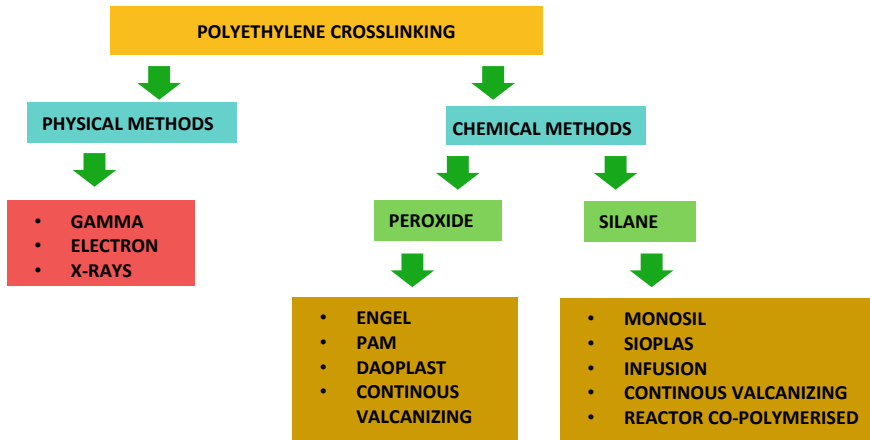 POLYETHYLENE CROSSLINKING
PHYSICAL METHODS
CHEMICAL METHODS
• GAMMA
• ELECTRON
• X-RAYS
PEROXIDE
SILANE
• ENGEL
• PAM
• DAOPLAST
• CONTINOUS
VALCANIZING
• MONOSIL
• SIOPLAS
• INFUSION
• CONTINOUS VALCANIZING
• REACTOR CO-POLYMERISED